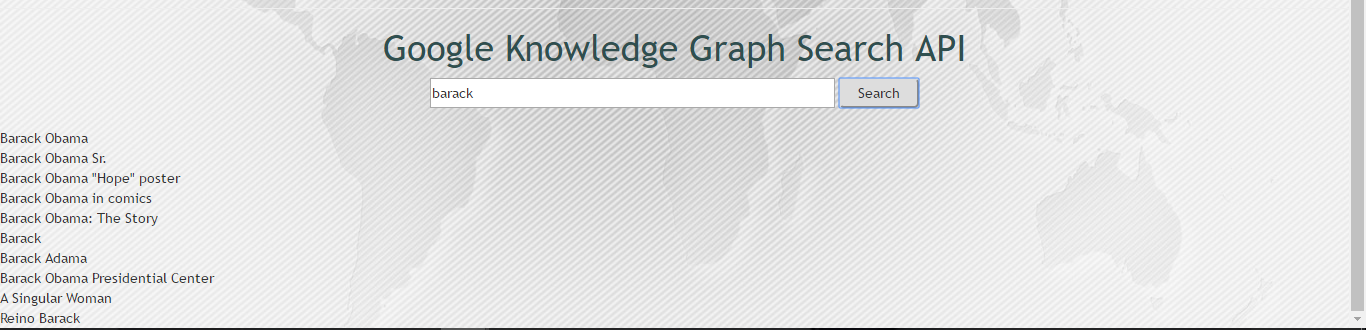 Google Knowledge Graph Search API
barack
Search
Barack Obama
Barack Obama Sr.
Barack Obama "Hope" poster
Barack Obama in comics
Barack Obama: The Story
Barack
Barack Adama
Barack Obama Presidential Center
A Singular Woman
Reino Barack